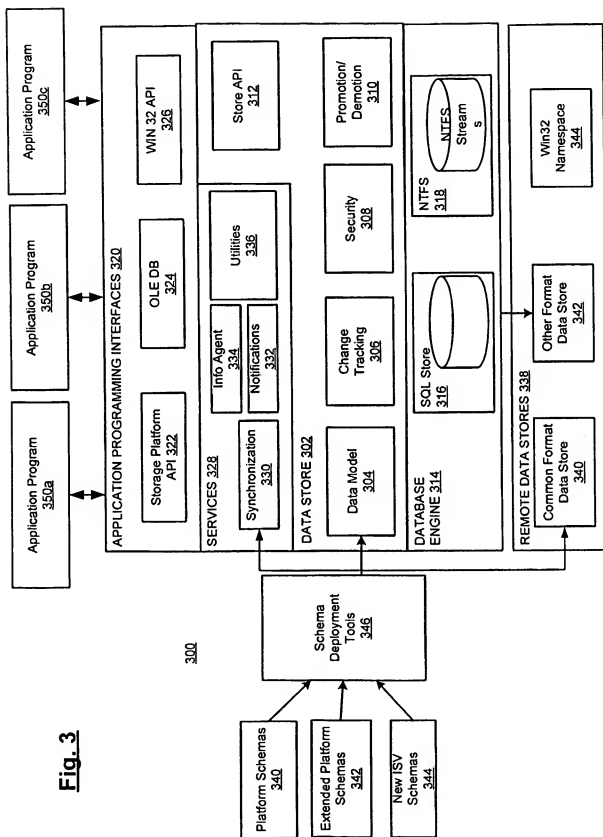 Fig. 3
300
Application Program
350a
Application Program
350b
Application Program
350c
APPLICATION PROGRAMMING INTERFACES 320
Storage Platform
API 322
OLE DB
324
WIN 32 API
326
SERVICES 328
Synchronization
330
Info Agent
334
Notifications
332
Utilities
336
Store API
312
DATA STORE 302
Data Model
304
Change
Tracking
306
Security
308
Promotion/
Demotion
310
DATABASE
ENGINE 314
SQL Store
316
NTFS
318
NTFS
Stream
s
REMOTE DATA STORES 338
Common Format
Data Store
340
Other Format
Data Store
342
Win32
Namespace
344
Schema
Deployment
Tools
346
Platform Schemas
340
Extended Platform
Schemas
342
New ISV
Schemas
344